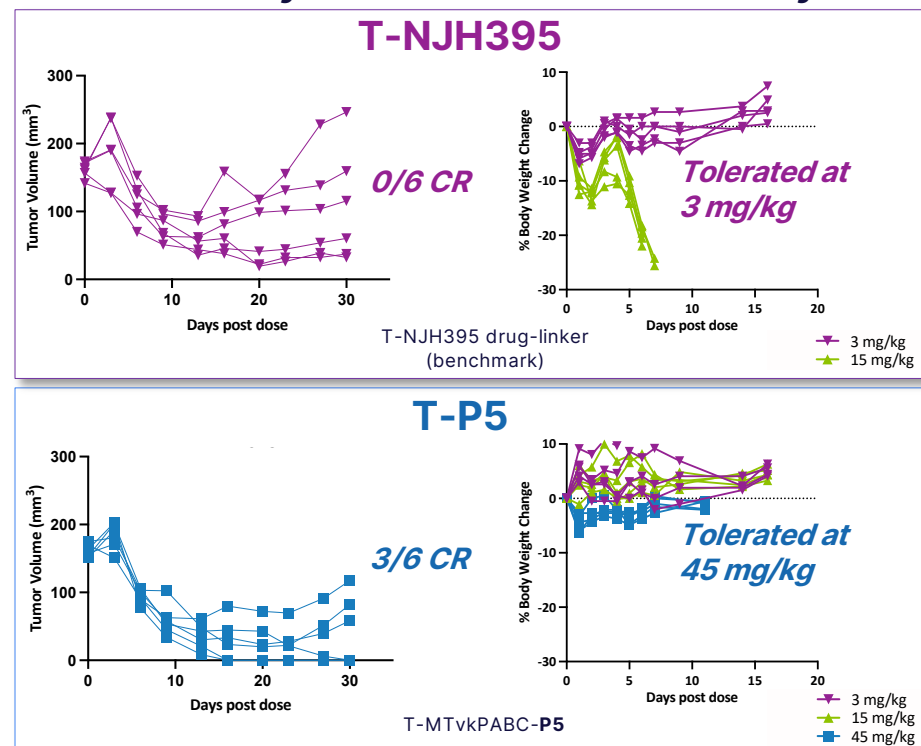 T-NJH395
300
200
100
0
Tumor Volume (mm³)
0
10
20
30
Days post dose
0/6 CR
10
0
-10
-20
-30
% Body Weight Change
0
5
10
15
20
Days post dose
Tolerated at
3 mg/kg
T-NJH395 drug-linker
(benchmark)
3 mg/kg
15 mg/kg
T-P5
300
200
100
0
Tumor Volume (mm³)
0
10
20
30
Days post dose
3/6 CR
10
0
-10
-20
-30
% Body Weight Change
0
5
10
15
20
Days post dose
Tolerated at
45 mg/kg
T-MTvkPABC-P5
3 mg/kg
15 mg/kg
45 mg/kg